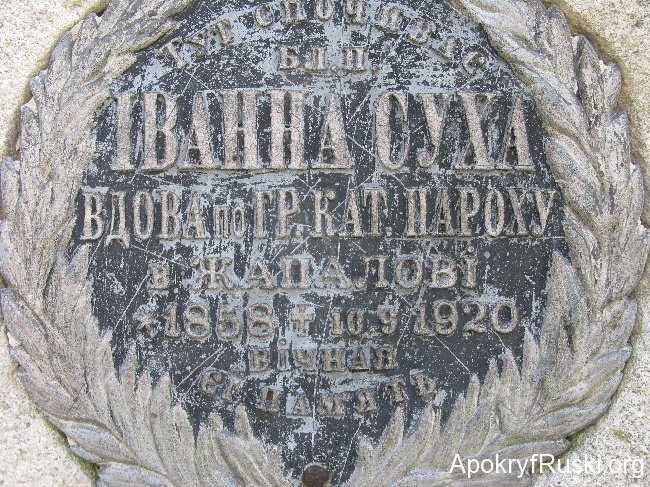 ТУТ СПОЧИВАЄ
БЛ.П.
ІВАННА СУХА
ВДОВА по ГР. КАТ. ПАРОХУ
в ЖАПАЛОВІ
* 1858 + 10.9 1920
ВІЧНАЯ
ЄІ ПАМЯТЬ
ApokryfRuski.org